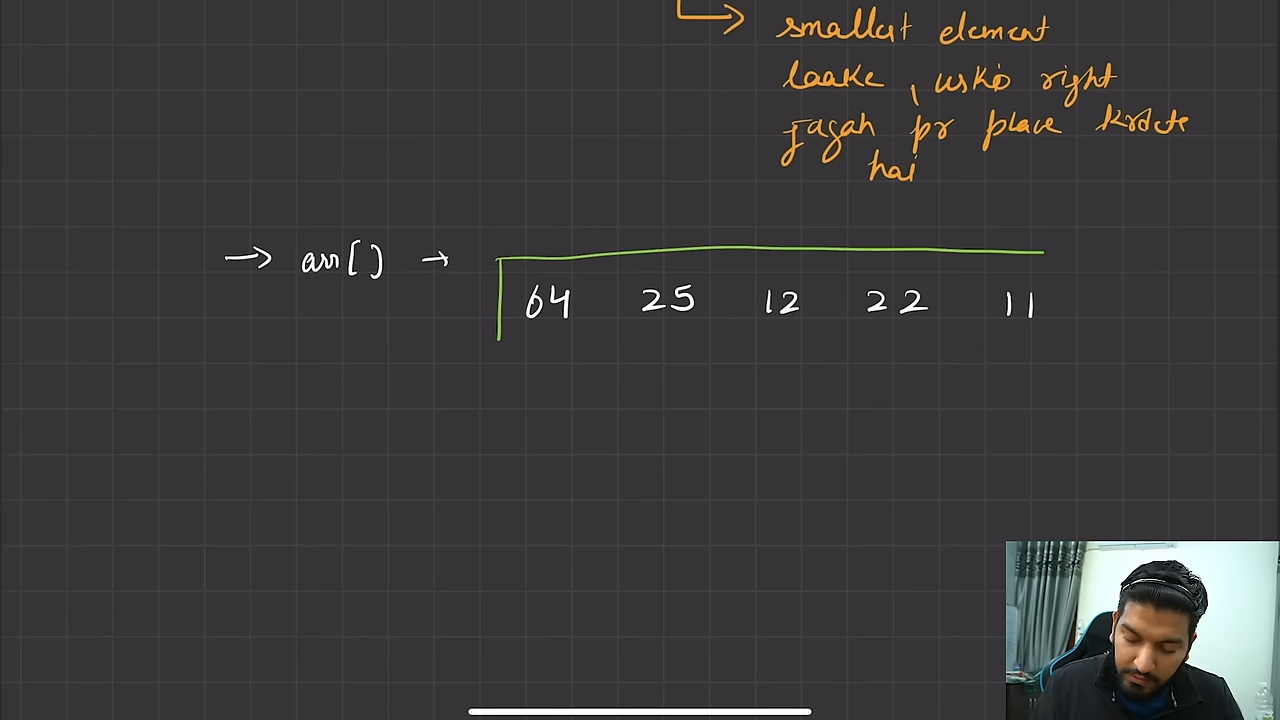 smallest element
laake, usko right
jagah pr place krdete
hai
→ arr[] →
64 25 12 22 11